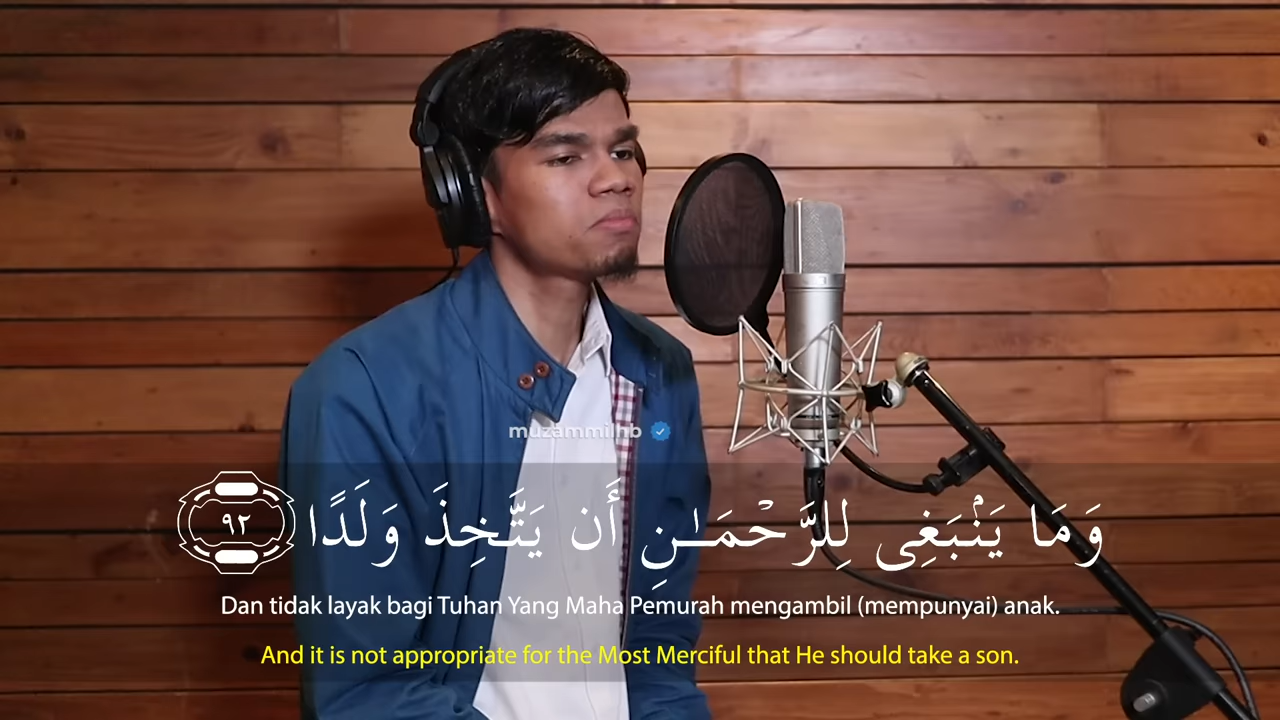 muzammilhb
وَمَا يَنۢبَغِى لِلرَّحْمَـٰنِ أَن يَتَّخِذَ وَلَدًا ٩٢
Dan tidak layak bagi Tuhan Yang Maha Pemurah mengambil (mempunyai) anak.
And it is not appropriate for the Most Merciful that He should take a son.